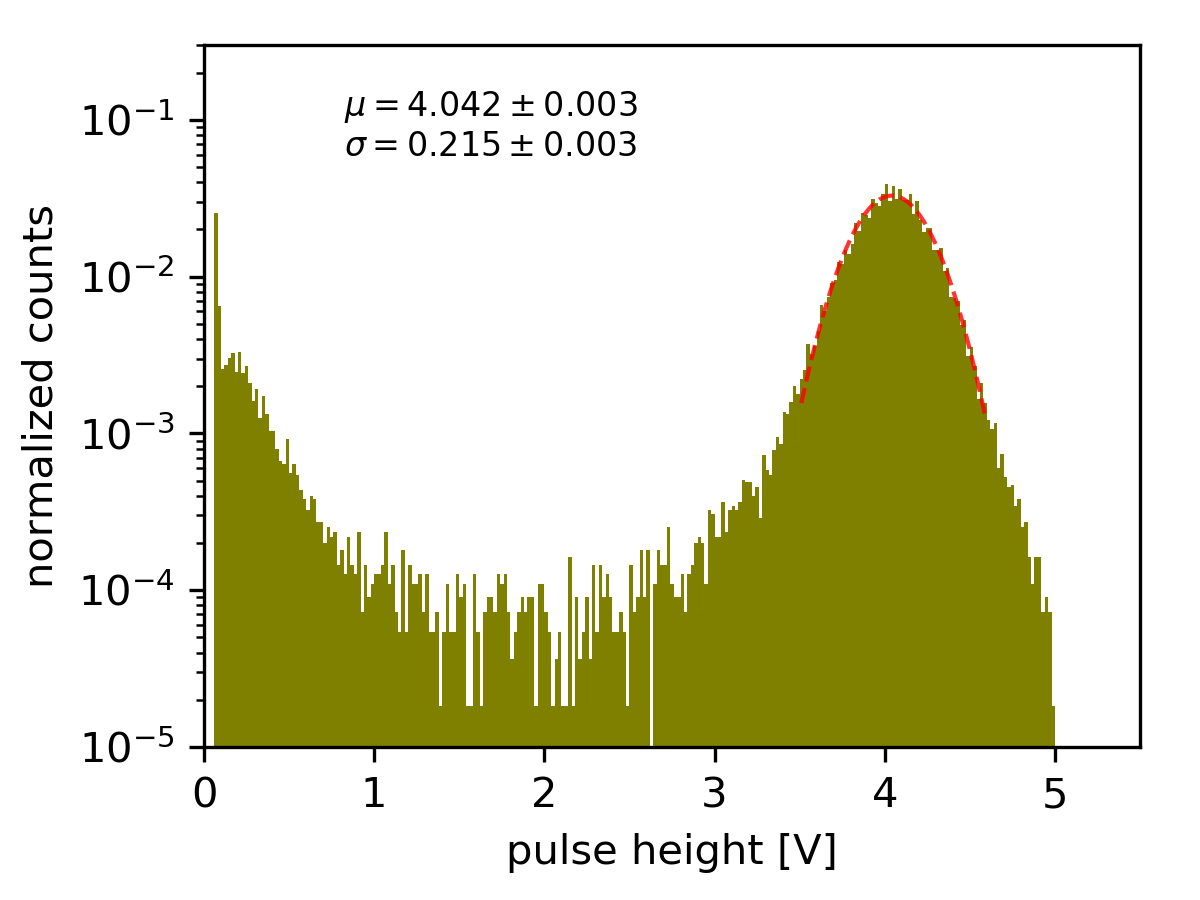 μ = 4.042 ± 0.003
σ = 0.215 ± 0.003
10⁻¹
10⁻²
10⁻³
10⁻⁴
10⁻⁵
normalized counts
0 1 2 3 4 5
pulse height [V]